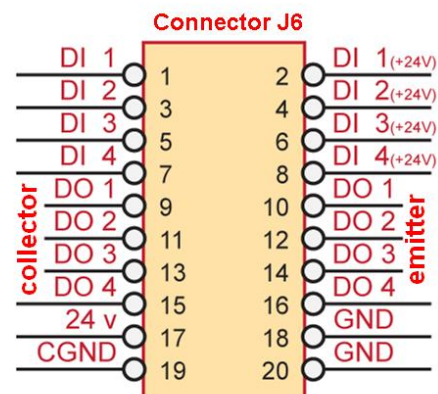 Connector J6
DI 1 1 2 DI 1(+24V)
DI 2 3 4 DI 2(+24V)
DI 3 5 6 DI 3(+24V)
DI 4 7 8 DI 4(+24V)
DO 1 9 10 DO 1
DO 2 11 12 DO 2
DO 3 13 14 DO 3
DO 4 15 16 DO 4
24 v 17 18 GND
CGND 19 20 GND
collector
emitter